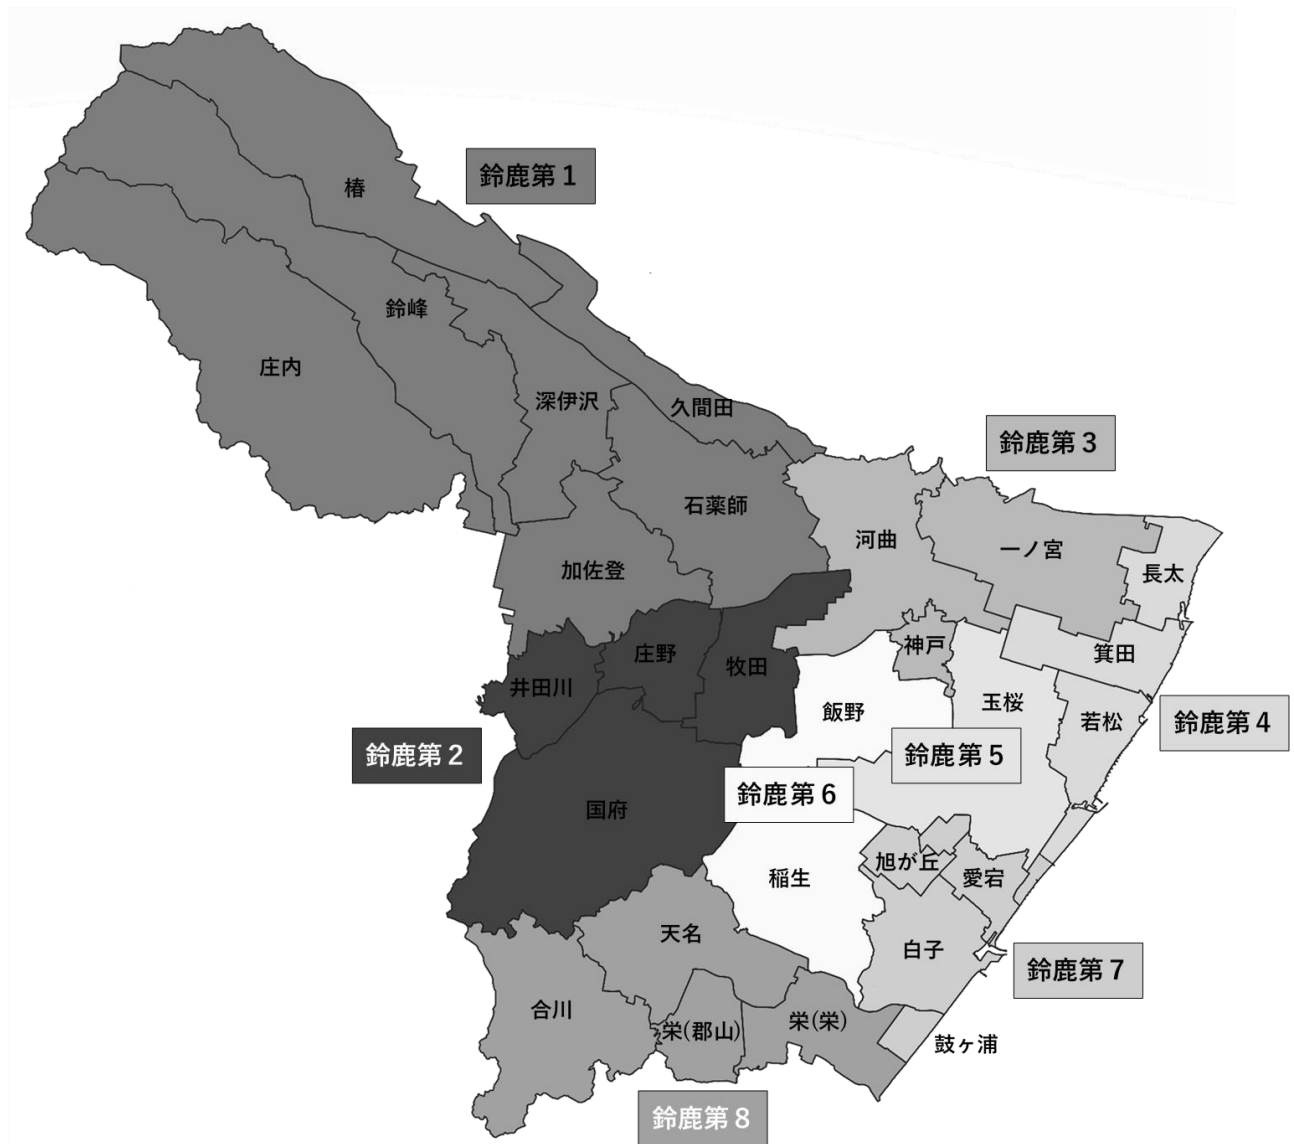 鈴鹿第１
椿
鈴峰
庄内
深伊沢
久間田
鈴鹿第３
石薬師
河曲
一ノ宮
長太
加佐登
神戸
箕田
庄野
牧田
井田川
玉桜
飯野
若松
鈴鹿第４
鈴鹿第２
鈴鹿第５
鈴鹿第６
国府
旭が丘
愛宕
稲生
天名
白子
鈴鹿第７
合川
栄(郡山)
栄(栄)
鼓ヶ浦
鈴鹿第８